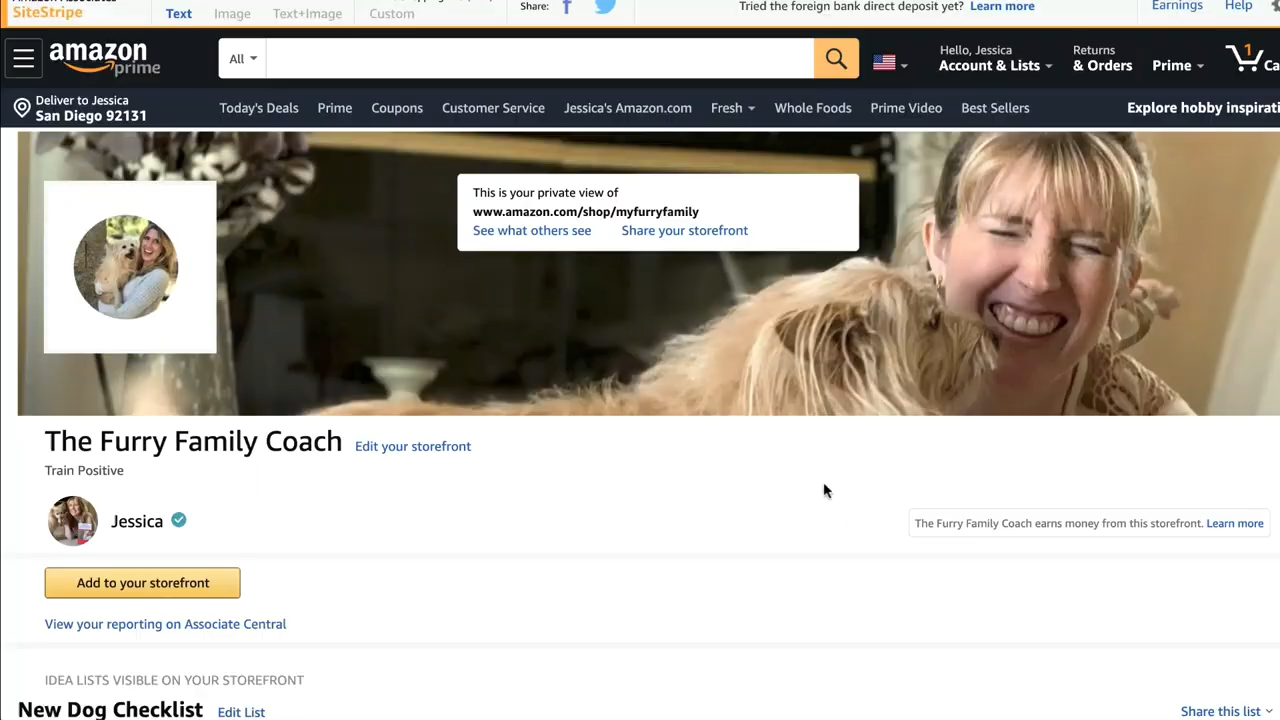 SiteStripe
Text Image Text+Image Custom
Share:
Tried the foreign bank direct deposit yet? Learn more
Earnings Help
amazon prime
All
Hello, Jessica
Account & Lists
Returns
& Orders
Prime
1
Deliver to Jessica
San Diego 92131
Today's Deals Prime Coupons Customer Service Jessica's Amazon.com Fresh Whole Foods Prime Video Best Sellers
Explore hobby
This is your private view of
www.amazon.com/shop/myfurryfamily
See what others see Share your storefront
The Furry Family Coach Edit your storefront
Train Positive
Jessica
The Furry Family Coach earns money from this storefront. Learn more
Add to your storefront
View your reporting on Associate Central
IDEA LISTS VISIBLE ON YOUR STOREFRONT
New Dog Checklist Edit List
Share this list